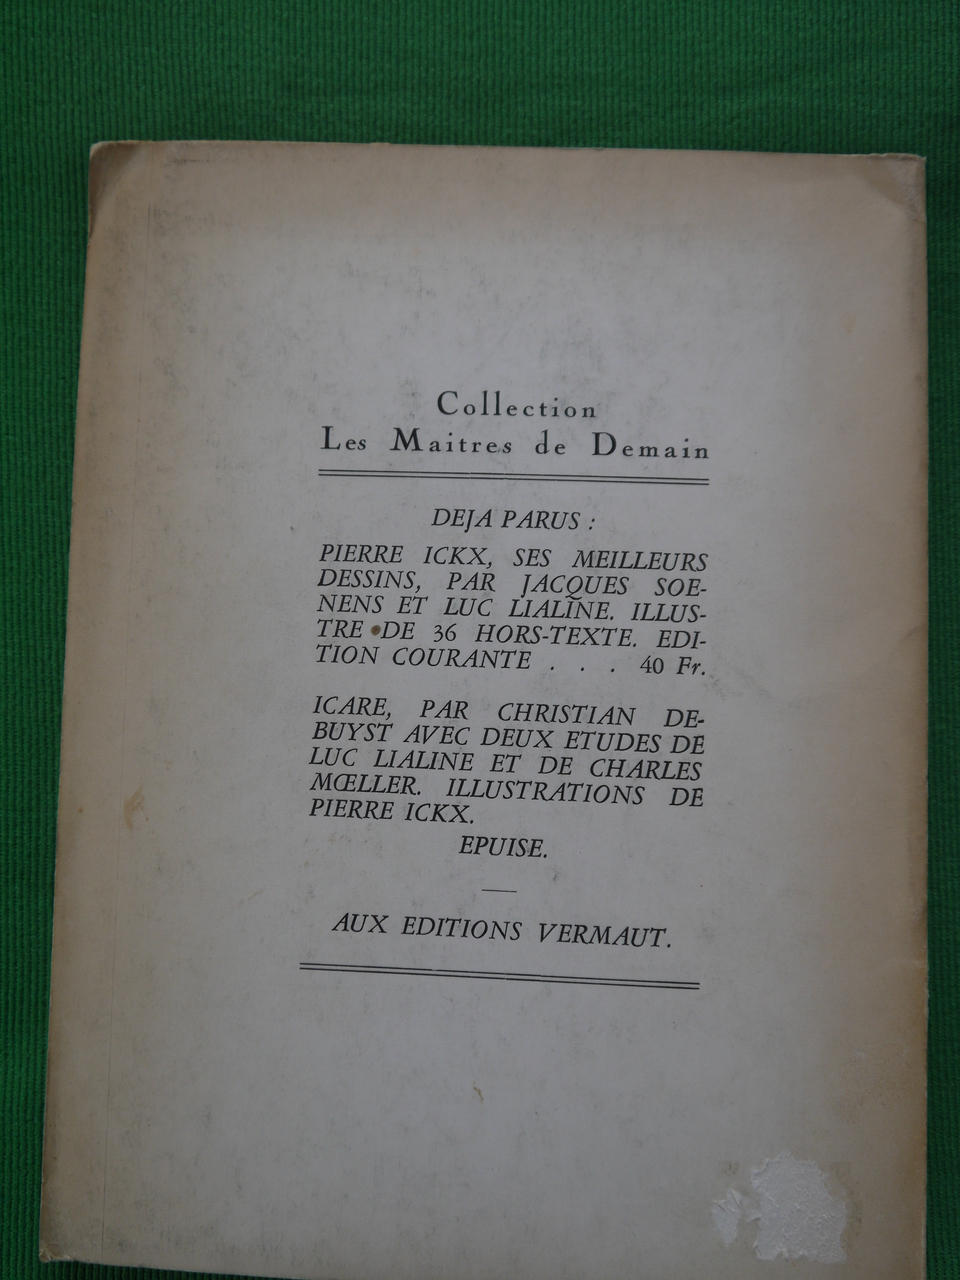 Collection
Les Maitres de Demain
DEJA PARUS :
PIERRE ICKX, SES MEILLEURS
DESSINS, PAR JACQUES SOE-
NENS ET LUC LIALINE. ILLUS-
TRE DE 36 HORS-TEXTE. EDI-
TION COURANTE . . . 40 Fr.
ICARE, PAR CHRISTIAN DE-
BUYST AVEC DEUX ETUDES DE
LUC LIALINE ET DE CHARLES
MŒLLER. ILLUSTRATIONS DE
PIERRE ICKX.
EPUISE.
AUX EDITIONS VERMAUT.